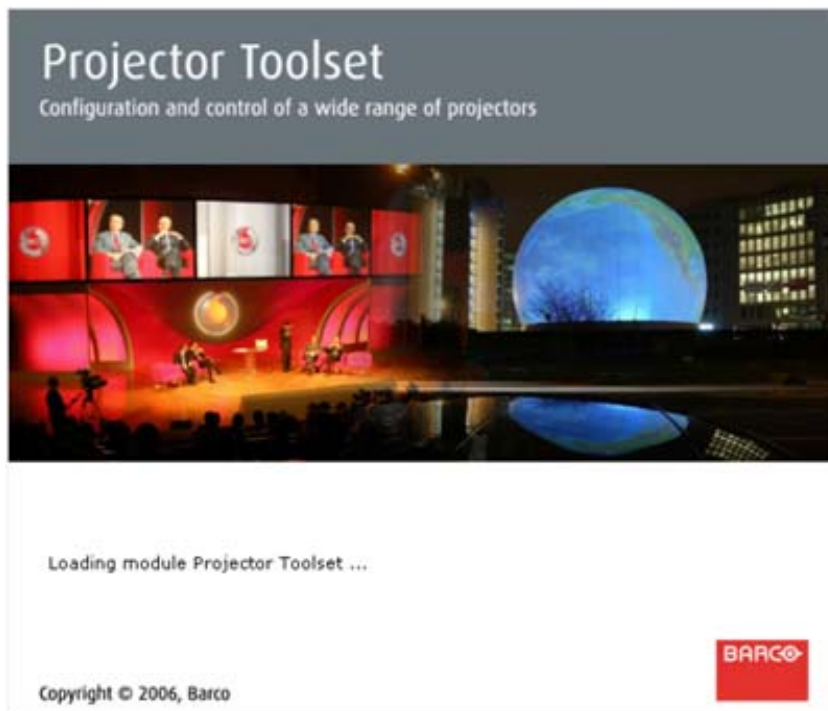 Projector Toolset
Configuration and control of a wide range of projectors
Loading module Projector Toolset ...
BARCO
Copyright © 2006, Barco